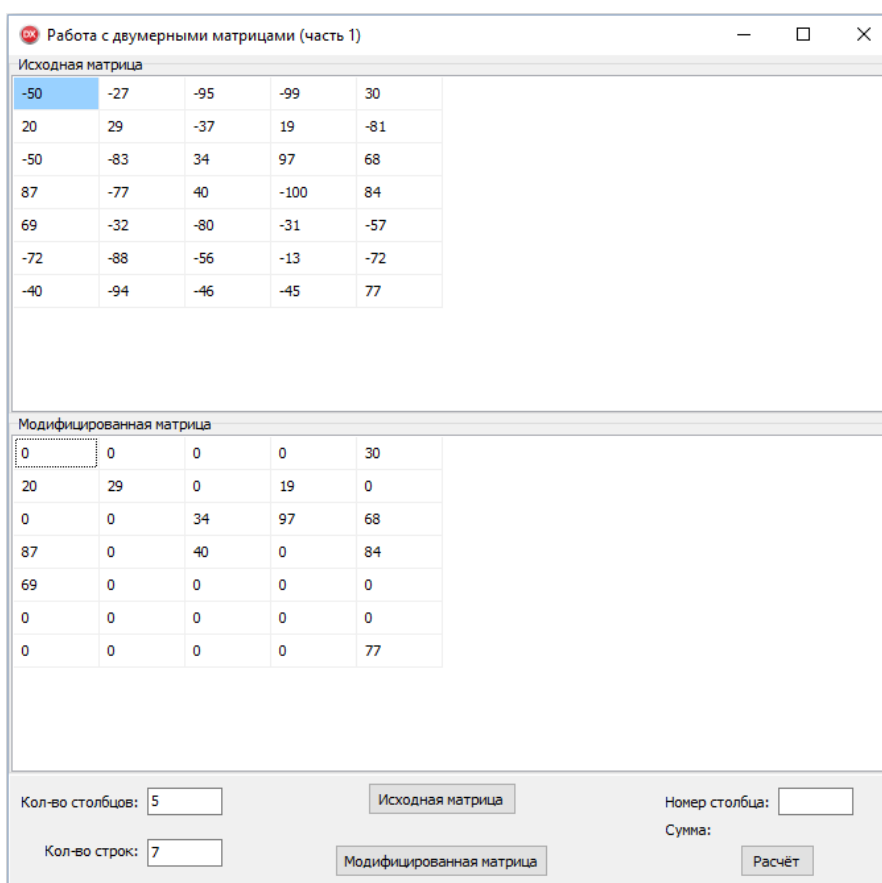 Работа с двумерными матрицами (часть 1)
Исходная матрица
-50 -27 -95 -99 30
20 29 -37 19 -81
-50 -83 34 97 68
87 -77 40 -100 84
69 -32 -80 -31 -57
-72 -88 -56 -13 -72
-40 -94 -46 -45 77
Модифицированная матрица
0 0 0 0 30
20 29 0 19 0
0 0 34 97 68
87 0 40 0 84
69 0 0 0 0
0 0 0 0 0
0 0 0 0 77
Кол-во столбцов: 5 Исходная матрица Номер столбца:
Сумма:
Кол-во строк: 7 Модифицированная матрица Расчёт